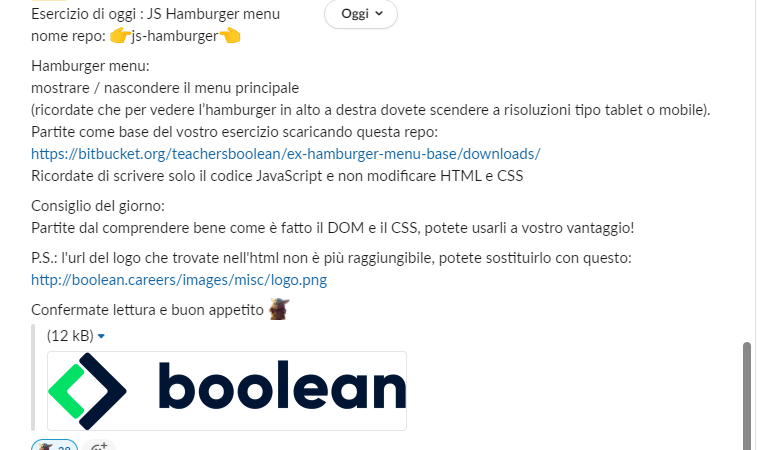 Esercizio di oggi : JS Hamburger menu
Oggi
nome repo: 👉js-hamburger👈
Hamburger menu:
mostrare / nascondere il menu principale
(ricordate che per vedere l'hamburger in alto a destra dovete scendere a risoluzioni tipo tablet o mobile).
Partite come base del vostro esercizio scaricando questa repo:
https://bitbucket.org/teachersboolean/ex-hamburger-menu-base/downloads/
Ricordate di scrivere solo il codice JavaScript e non modificare HTML e CSS
Consiglio del giorno:
Partite dal comprendere bene come è fatto il DOM e il CSS, potete usarli a vostro vantaggio!
P.S.: l'url del logo che trovate nell'html non è più raggiungibile, potete sostituirlo con questo:
http://boolean.careers/images/misc/logo.png
Confermate lettura e buon appetito
(12 kB)
boolean